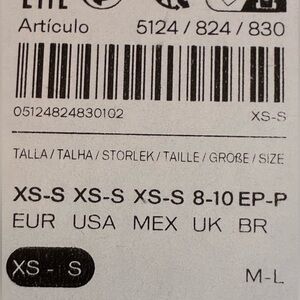 EAC
Artículo 5124 / 824 / 830
05124824830102 XS-S
TALLA / TALHA / STORLEK / TAILLE / GRÖßE / SIZE
XS-S XS-S XS-S 8-10 EP-P
EUR USA MEX UK BR
XS - S M-L